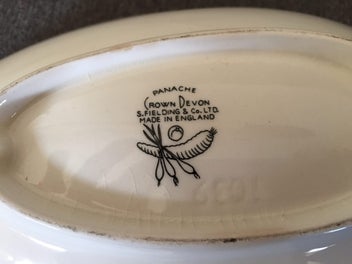 PANACHE
CROWN DEVON
S. FIELDING & Co. LTD.
MADE IN ENGLAND